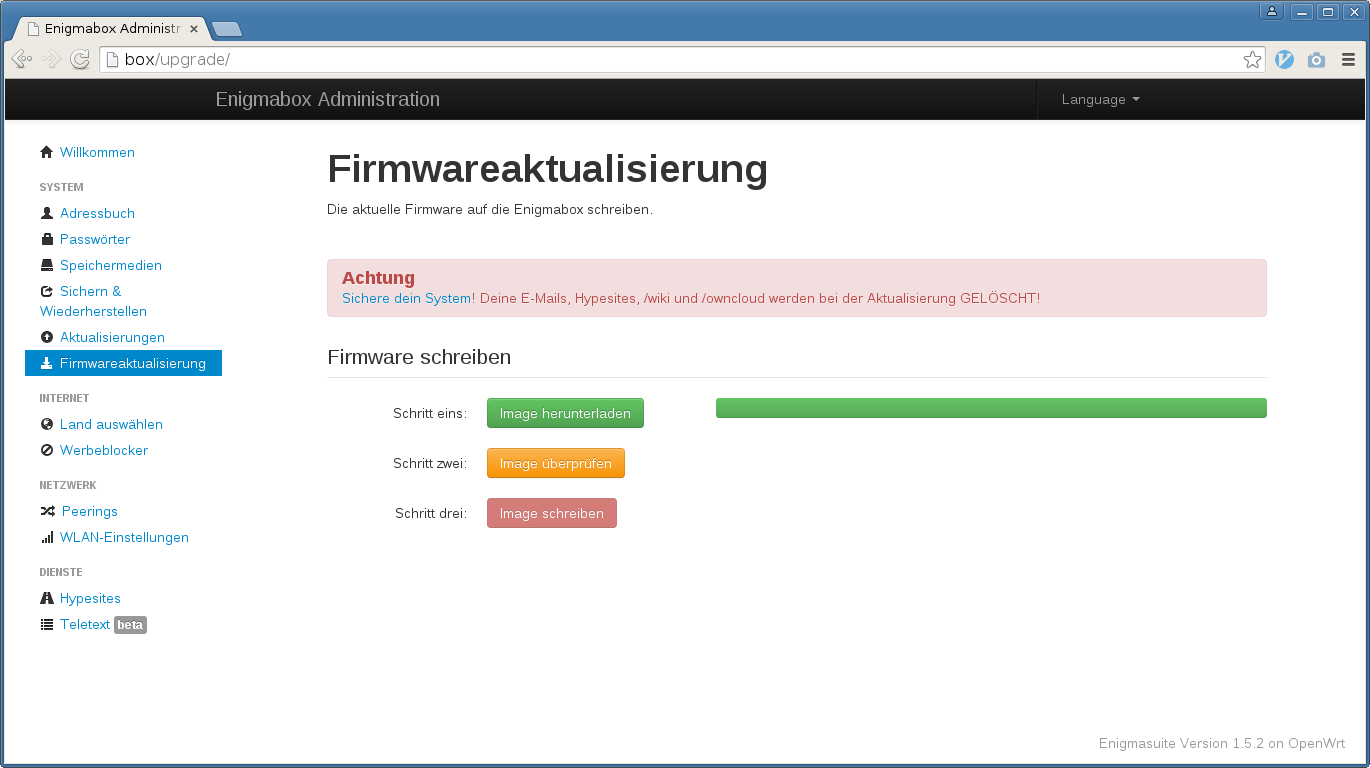 Enigmabox Administr
box/upgrade/
Enigmabox Administration
Language
Willkommen
SYSTEM
Adressbuch
Passwörter
Speichermedien
Sichern &
Wiederherstellen
Aktualisierungen
Firmwareaktualisierung
INTERNET
Land auswählen
Werbeblocker
NETZWERK
Peerings
WLAN-Einstellungen
DIENSTE
Hypesites
Teletext beta
Firmwareaktualisierung
Die aktuelle Firmware auf die Enigmabox schreiben.
Achtung
Sichere dein System! Deine E-Mails, Hypesites, /wiki und /owncloud werden bei der Aktualisierung GELÖSCHT!
Firmware schreiben
Schritt eins: Image herunterladen
Schritt zwei: Image überprüfen
Schritt drei: Image schreiben
Enigmasuite Version 1.5.2 on OpenWrt